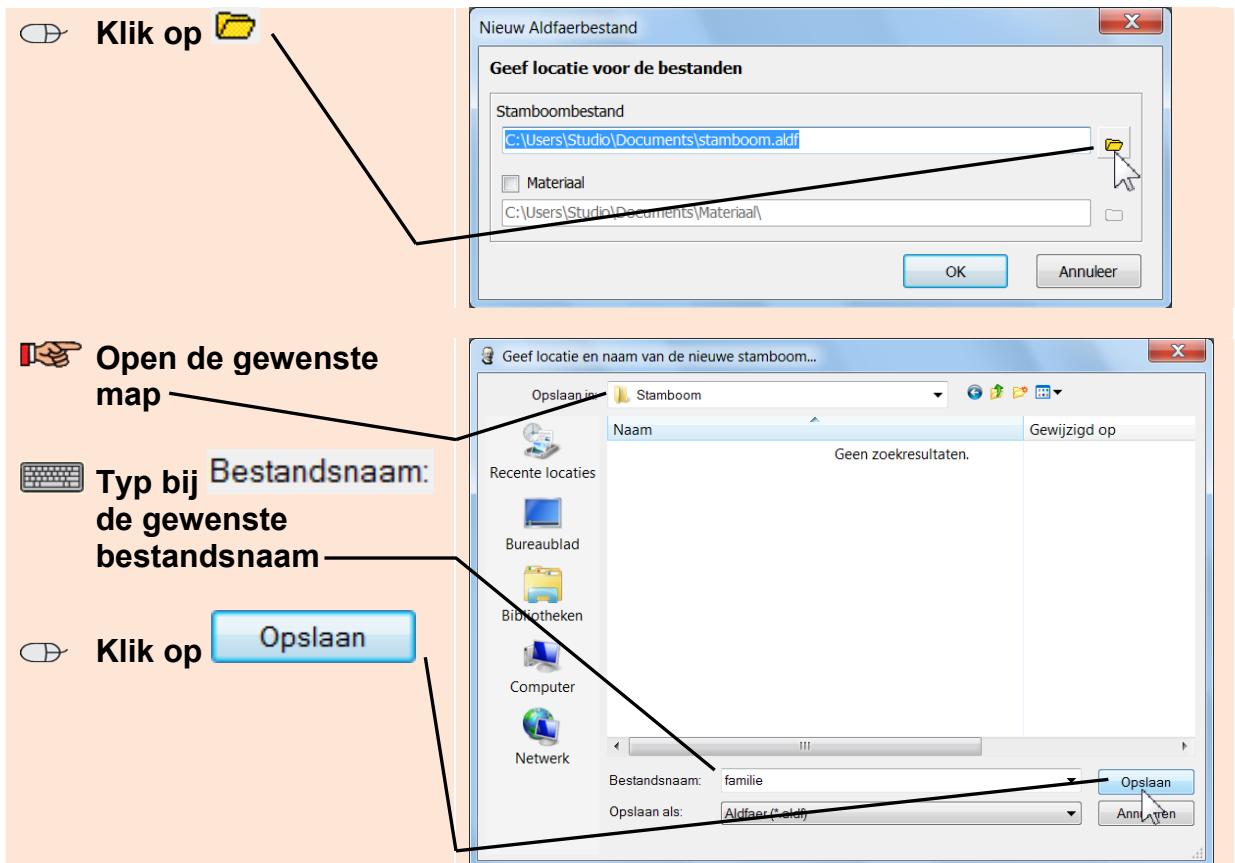 Klik op
Nieuw Aldfaerbestand
Geef locatie voor de bestanden
Stamboombestand
C:\Users\Studio\Documents\stamboom.aldf
Materiaal
C:\Users\Studio\Documents\Materiaal\
OK
Annuleer
Open de gewenste
map
Typ bij Bestandsnaam:
de gewenste
bestandsnaam
Klik op Opslaan
Geef locatie en naam van de nieuwe stamboom...
Opslaan in:
Stamboom
Naam
Gewijzigd op
Geen zoekresultaten.
Recente locaties
Bureaublad
Bibliotheken
Computer
Netwerk
Bestandsnaam:
familie
Opslaan
Opslaan als:
Aldfaer (*.aldf)
Annuleren